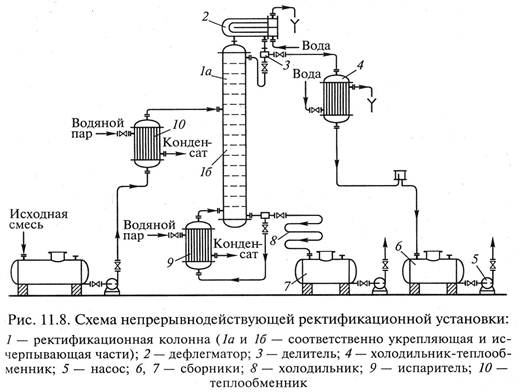 2
Вода
1а
3
Вода
4
Водяной
пар
10
Конден-
сат
1б
Исходная
смесь
Водяной
пар
Конден-
сат
9
8
7
6
5
Рис. 11.8. Схема непрерывнодействующей ректификационной установки:
1 — ректификационная колонна (1а и 1б — соответственно укрепляющая и ис-
черпывающая части); 2 — дефлегматор; 3 — делитель; 4 — холодильник-теплооб-
менник; 5 — насос; 6, 7 — сборники; 8 — холодильник; 9 — испаритель; 10 —
теплообменник